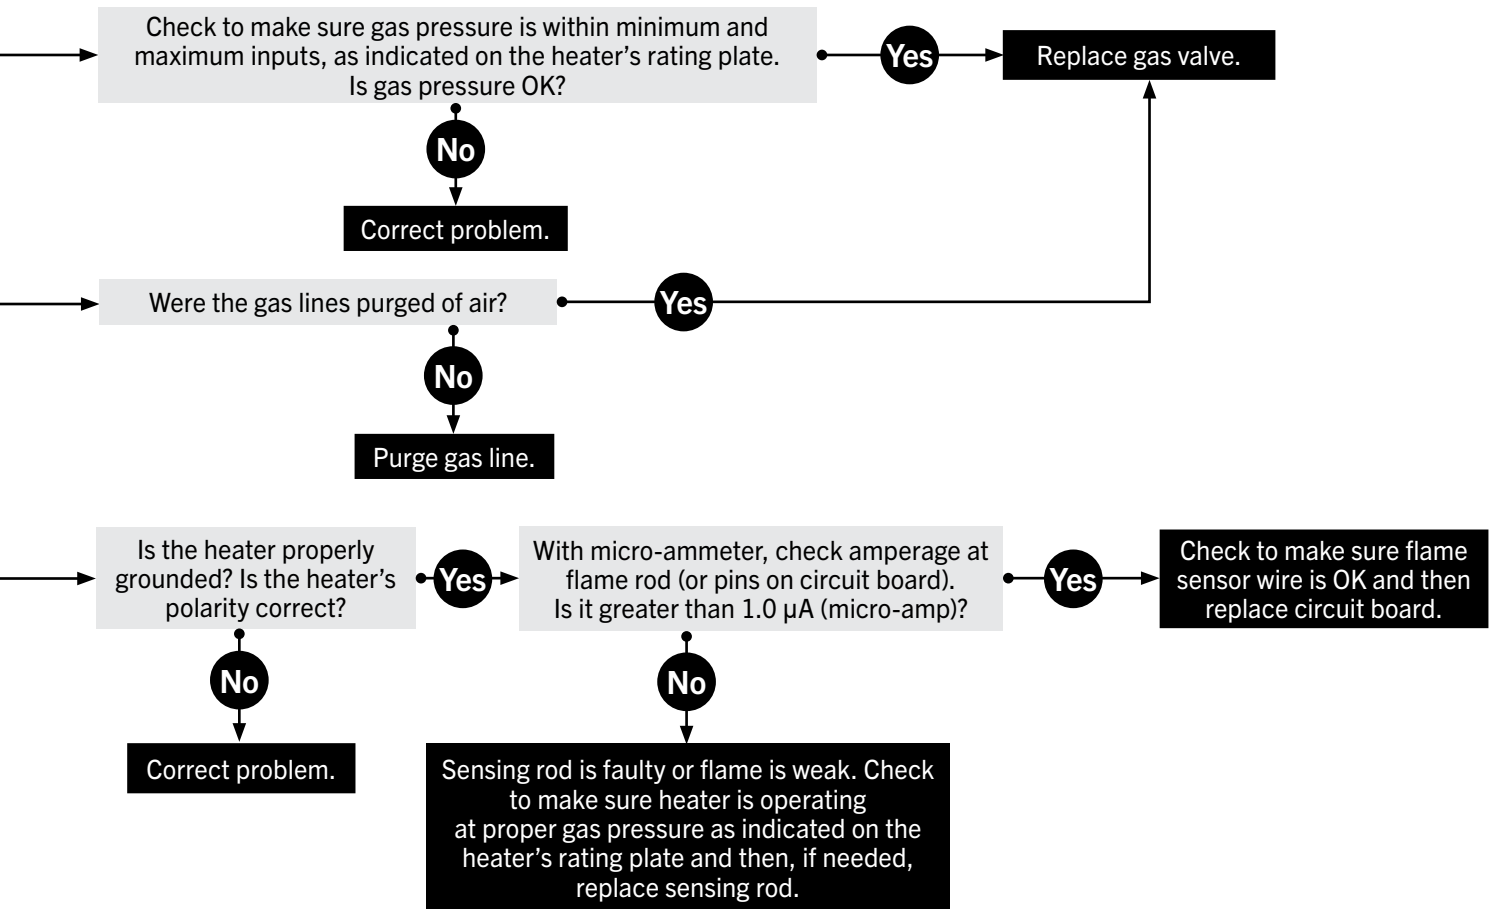 Check to make sure gas pressure is within minimum and
maximum inputs, as indicated on the heater’s rating plate.
Is gas pressure OK?
Yes
Replace gas valve.
No
Correct problem.
Were the gas lines purged of air?
Yes
No
Purge gas line.
Is the heater properly
grounded? Is the heater’s
polarity correct?
Yes
With micro-ammeter, check amperage at
flame rod (or pins on circuit board).
Is it greater than 1.0 µA (micro-amp)?
Yes
Check to make sure flame
sensor wire is OK and then
replace circuit board.
No
Correct problem.
No
Sensing rod is faulty or flame is weak. Check
to make sure heater is operating
at proper gas pressure as indicated on the
heater’s rating plate and then, if needed,
replace sensing rod.